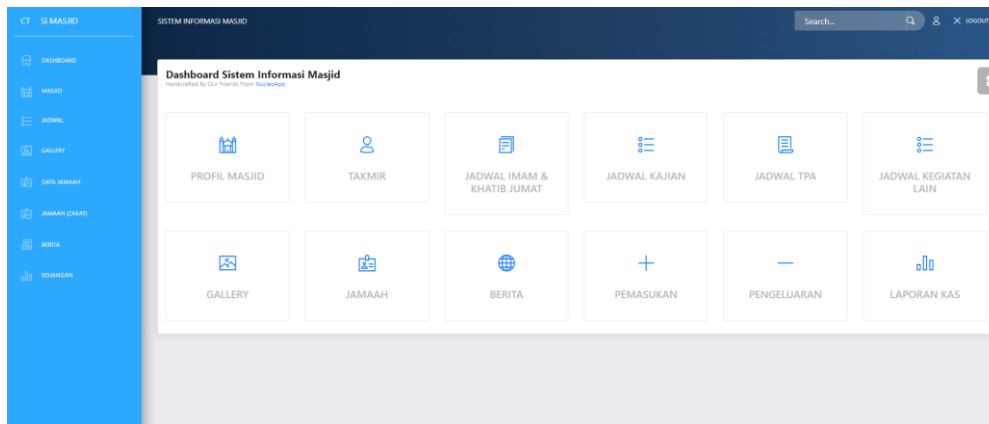 CT SI MASJID
DASHBOARD
MASJID
JADWAL
GALLERY
DATA JAMAAH
JAMAAH (ZAKAT)
BERITA
KEUANGAN
SISTEM INFORMASI MASJID
Search...
LOGOUT
Dashboard Sistem Informasi Masjid
Handcrafted By Our Friends From NucleoApp
PROFIL MASJID
TAKMIR
JADWAL IMAM &
KHATIB JUMAT
JADWAL KAJIAN
JADWAL TPA
JADWAL KEGIATAN
LAIN
GALLERY
JAMAAH
BERITA
PEMASUKAN
PENGELUARAN
LAPORAN KAS